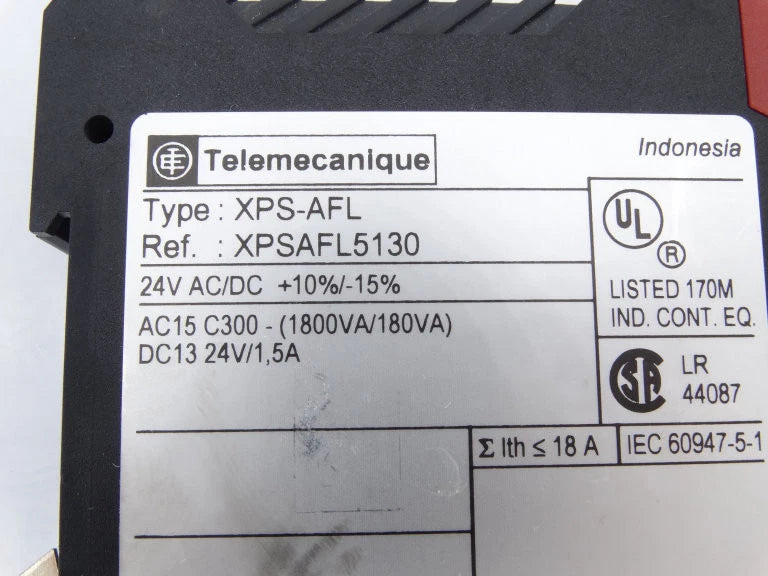 Telemecanique
Indonesia
Type : XPS-AFL
Ref. : XPSAFL5130
24V AC/DC +10%/-15%
AC15 C300 - (1800VA/180VA)
DC13 24V/1,5A
UL
®
LISTED 170M
IND. CONT. EQ.
SA
LR
44087
Σ Ith ≤ 18 A
IEC 60947-5-1